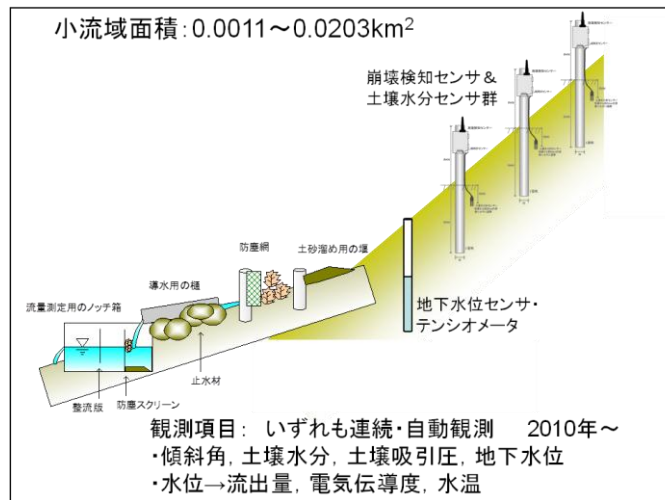 小流域面積：0.0011～0.0203km²
崩壊検知センサ＆
土壌水分センサ群
防塵網
土砂溜め用の堰
導水用の樋
流量測定用のノッチ箱
地下水位センサ・
テンシオメータ
止水材
整流版
防塵スクリーン
観測項目： いずれも連続・自動観測 2010年～
・傾斜角，土壌水分，土壌吸引圧，地下水位
・水位→流出量，電気伝導度，水温